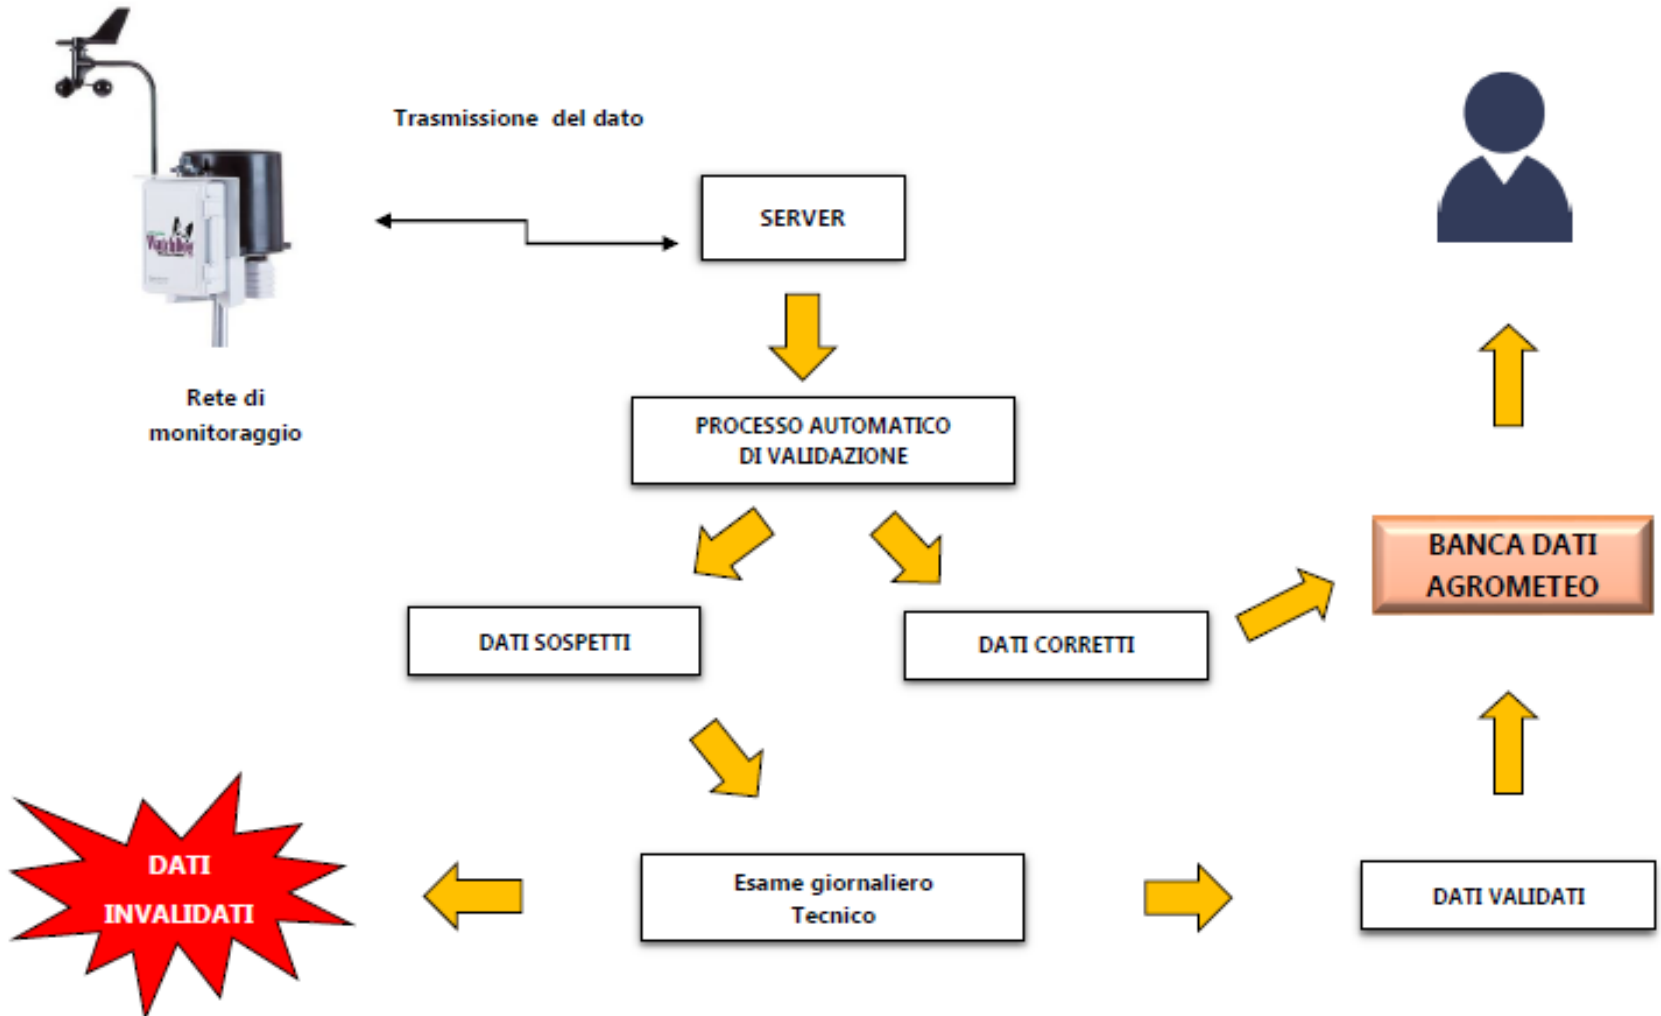 Trasmissione del dato
SERVER
WatchDog
Rete di
monitoraggio
PROCESSO AUTOMATICO
DI VALIDAZIONE
BANCA DATI
AGROMETEO
DATI SOSPETTI
DATI CORRETTI
DATI
INVALIDATI
Esame giornaliero
Tecnico
DATI VALIDATI